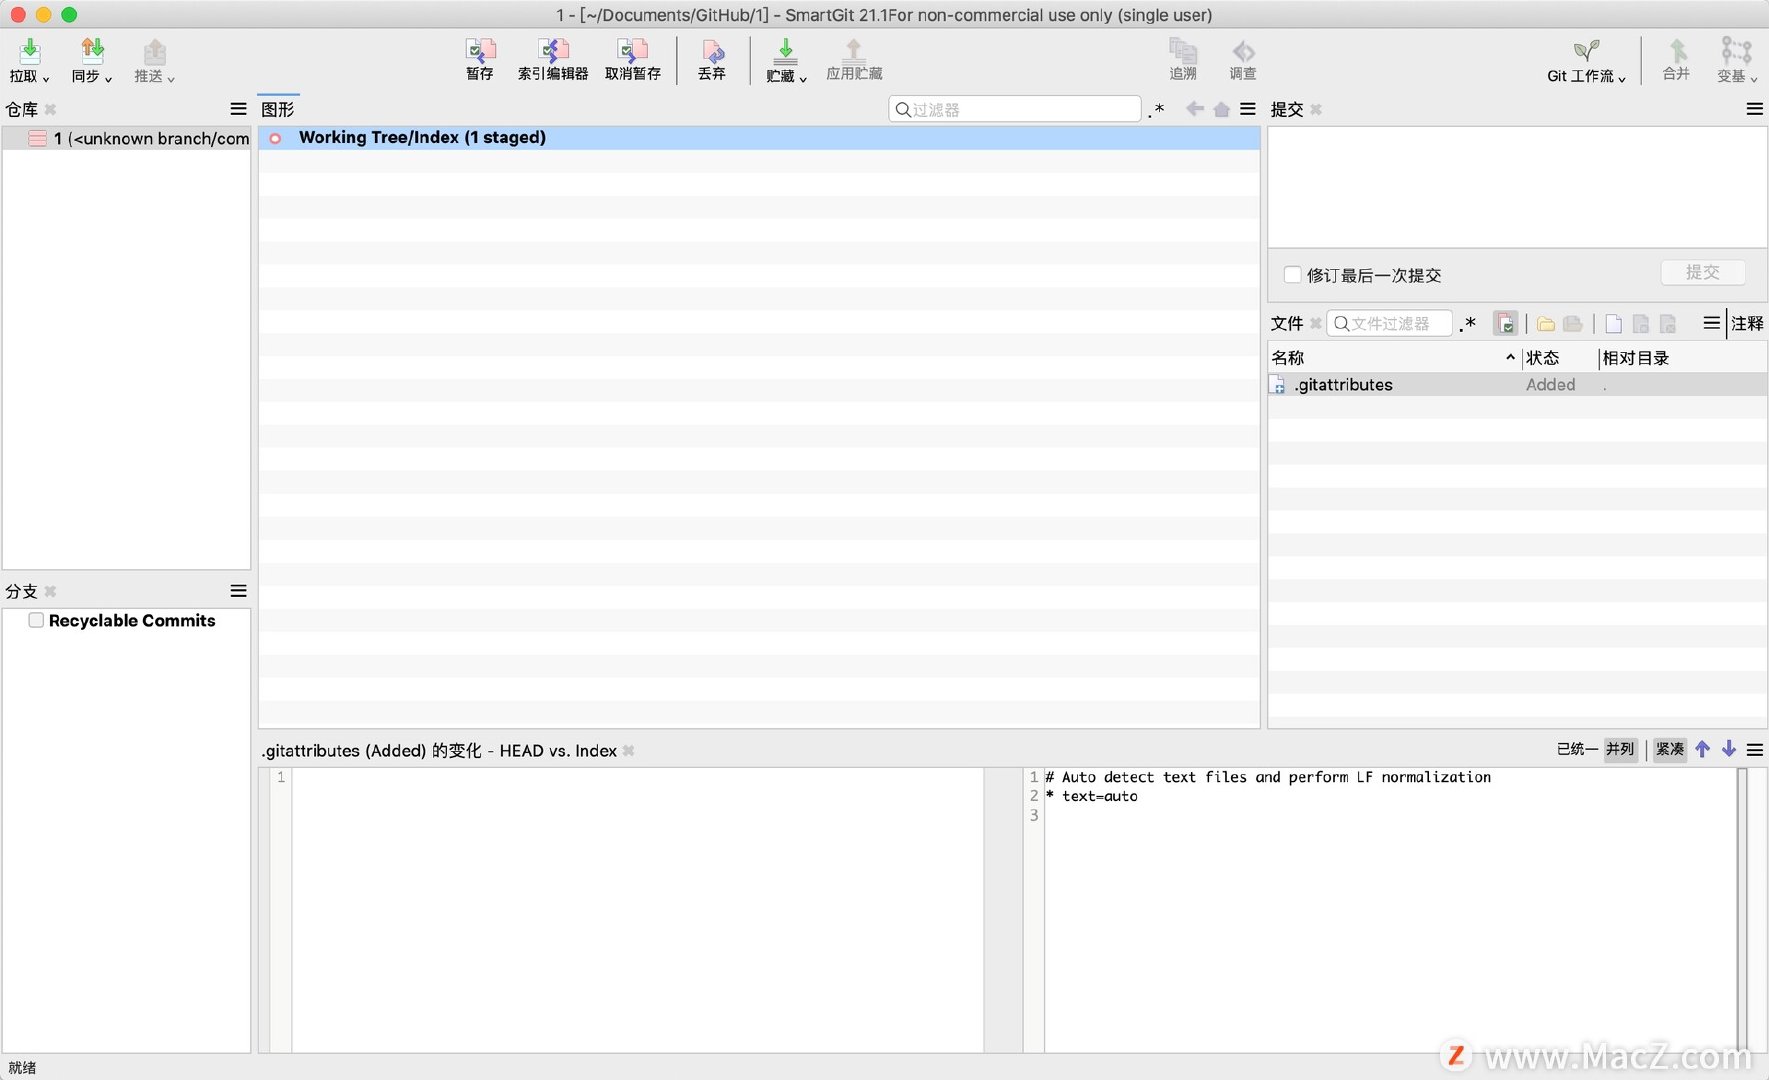 1 - [~/Documents/GitHub/1] - SmartGit 21.1For non-commercial use only (single user)
拉取 同步 推送 暂存 索引编辑器 取消暂存 丢弃 贮藏 应用贮藏 追溯 调查 Git 工作流 合并 变基
仓库
1 (<unknown branch/com
图形 过滤器 .*
Working Tree/Index (1 staged)
提交
修订最后一次提交 提交
文件 文件过滤器 .* 注释
名称 状态 相对目录
.gitattributes Added .
分支
Recyclable Commits
.gitattributes (Added) 的变化 - HEAD vs. Index 已统一 并列 紧凑
1
1 # Auto detect text files and perform LF normalization
2 * text=auto
3
就绪
Z www.MacZ.com